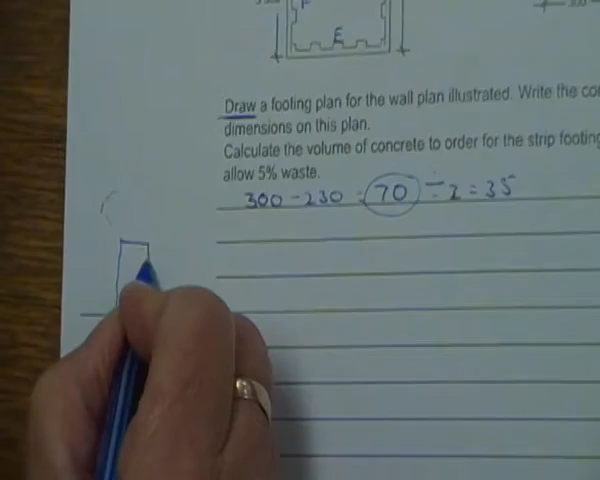 F
E
Draw a footing plan for the wall plan illustrated. Write the
dimensions on this plan.
Calculate the volume of concrete to order for the strip footing
allow 5% waste.
300 - 230 = 70 ÷ 2 = 35